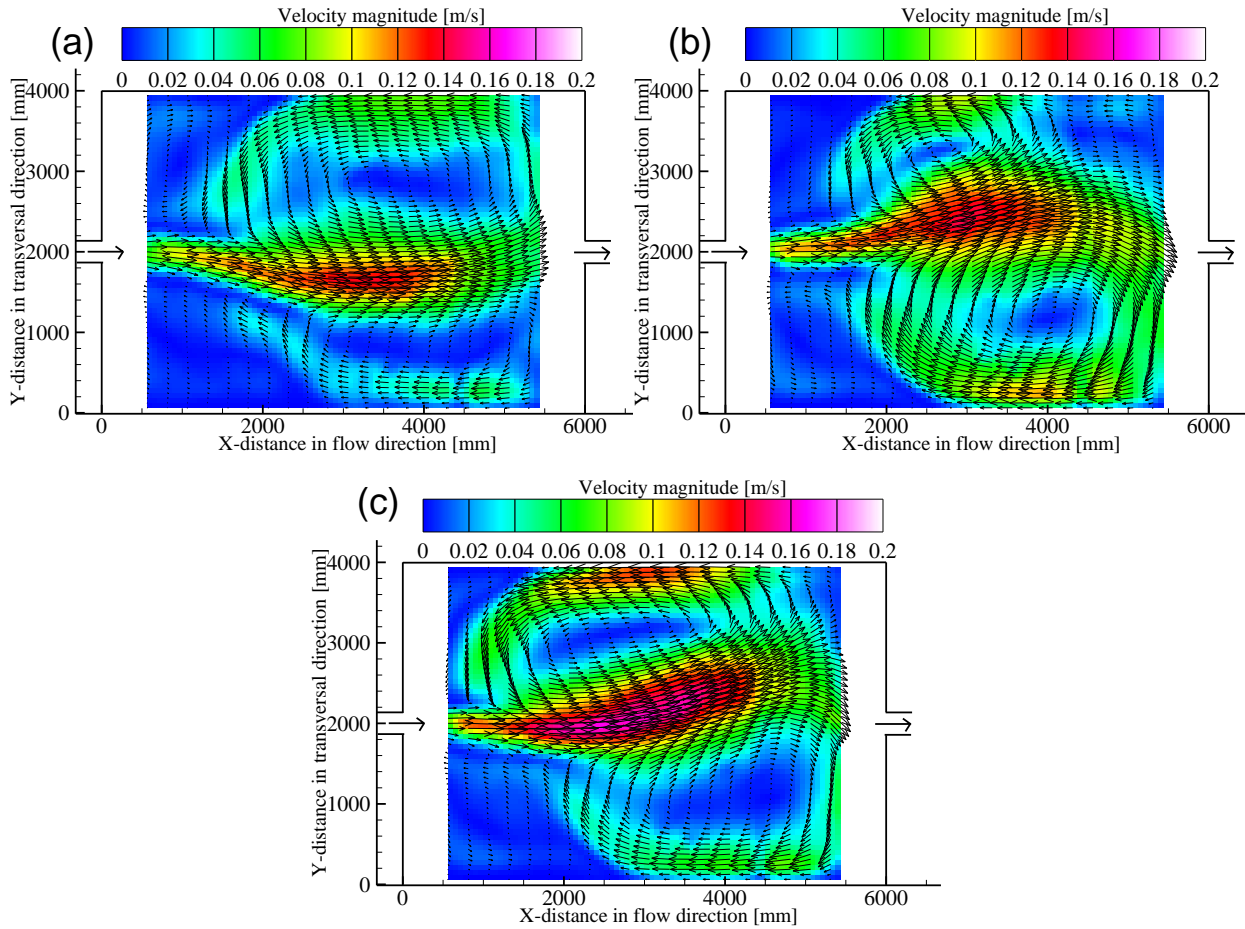 Velocity magnitude [m/s]
(a)
0 0.02 0.04 0.06 0.08 0.1 0.12 0.14 0.16 0.18 0.2
Y-distance in transversal direction [mm]
4000
3000
2000
1000
0
0 2000 4000 6000
X-distance in flow direction [mm]
Velocity magnitude [m/s]
(b)
0 0.02 0.04 0.06 0.08 0.1 0.12 0.14 0.16 0.18 0.2
Y-distance in transversal direction [mm]
4000
3000
2000
1000
0
0 2000 4000 6000
X-distance in flow direction [mm]
Velocity magnitude [m/s]
(c)
0 0.02 0.04 0.06 0.08 0.1 0.12 0.14 0.16 0.18 0.2
Y-distance in transversal direction [mm]
4000
3000
2000
1000
0
0 2000 4000 6000
X-distance in flow direction [mm]